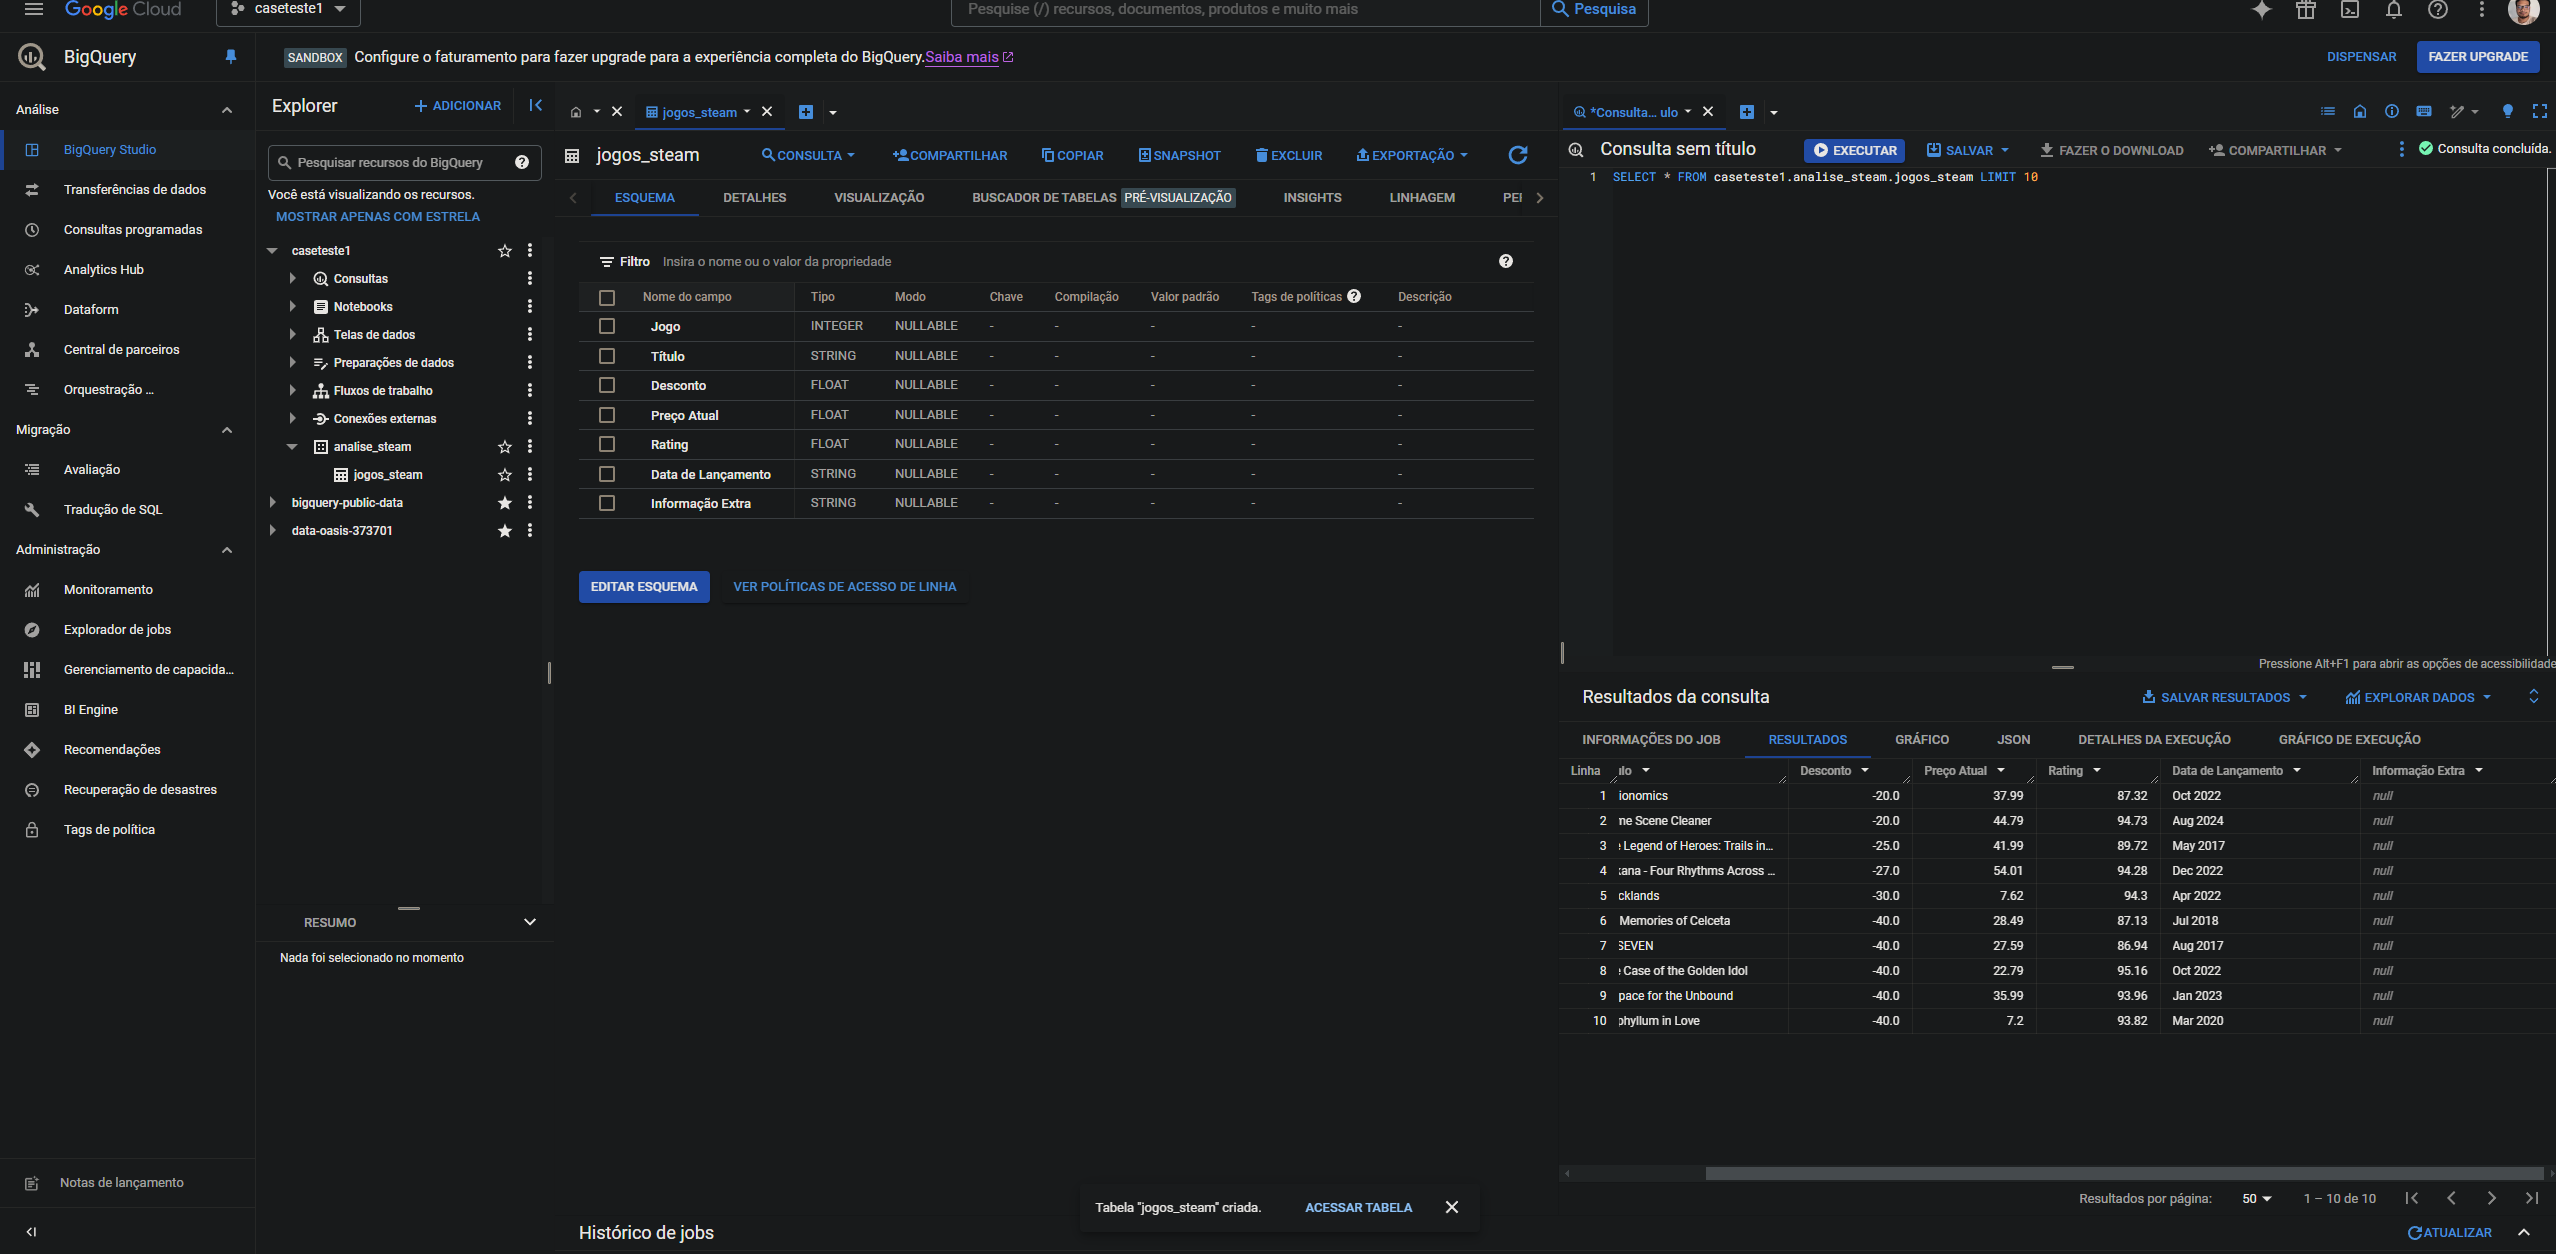 Google Cloud
caseteste1
Pesquise (/) recursos, documentos, produtos e muito mais
Pesquisa
BigQuery
SANDBOX Configure o faturamento para fazer upgrade para a experiência completa do BigQuery. Saiba mais
DISPENSAR
FAZER UPGRADE
Análise
BigQuery Studio
Transferências de dados
Consultas programadas
Analytics Hub
Dataform
Central de parceiros
Orquestração ...
Migração
Avaliação
Tradução de SQL
Administração
Monitoramento
Explorador de jobs
Gerenciamento de capacida...
BI Engine
Recomendações
Recuperação de desastres
Tags de política
Notas de lançamento
Explorer
ADICIONAR
Pesquisar recursos do BigQuery
Você está visualizando os recursos.
MOSTRAR APENAS COM ESTRELA
caseteste1
Consultas
Notebooks
Telas de dados
Preparações de dados
Fluxos de trabalho
Conexões externas
analise_steam
jogos_steam
bigquery-public-data
data-oasis-373701
RESUMO
Nada foi selecionado no momento
jogos_steam
jogos_steam
CONSULTA
COMPARTILHAR
COPIAR
SNAPSHOT
EXCLUIR
EXPORTAÇÃO
ESQUEMA DETALHES VISUALIZAÇÃO BUSCADOR DE TABELAS PRÉ-VISUALIZAÇÃO INSIGHTS LINHAGEM
Filtro Insira o nome ou o valor da propriedade
Nome do campo Tipo Modo Chave Compilação Valor padrão Tags de políticas Descrição
Jogo INTEGER NULLABLE - - - - -
Título STRING NULLABLE - - - - -
Desconto FLOAT NULLABLE - - - - -
Preço Atual FLOAT NULLABLE - - - - -
Rating FLOAT NULLABLE - - - - -
Data de Lançamento STRING NULLABLE - - - - -
Informação Extra STRING NULLABLE - - - - -
EDITAR ESQUEMA
VER POLÍTICAS DE ACESSO DE LINHA
Tabela "jogos_steam" criada. ACESSAR TABELA
Histórico de jobs
ATUALIZAR
*Consulta... ulo
Consulta sem título
EXECUTAR
SALVAR
FAZER O DOWNLOAD
COMPARTILHAR
Consulta concluída.
1 SELECT * FROM caseteste1.analise_steam.jogos_steam LIMIT 10
Pressione Alt+F1 para abrir as opções de acessibilidade
Resultados da consulta
SALVAR RESULTADOS
EXPLORAR DADOS
INFORMAÇÕES DO JOB RESULTADOS GRÁFICO JSON DETALHES DA EXECUÇÃO GRÁFICO DE EXECUÇÃO
Linha ulo Desconto Preço Atual Rating Data de Lançamento Informação Extra
1 ionomics -20.0 37.99 87.32 Oct 2022 null
2 me Scene Cleaner -20.0 44.79 94.73 Aug 2024 null
3 e Legend of Heroes: Trails in... -25.0 41.99 89.72 May 2017 null
4 kana - Four Rhythms Across ... -27.0 54.01 94.28 Dec 2022 null
5 cklands -30.0 7.62 94.3 Apr 2022 null
6 Memories of Celceta -40.0 28.49 87.13 Jul 2018 null
7 SEVEN -40.0 27.59 86.94 Aug 2017 null
8 e Case of the Golden Idol -40.0 22.79 95.16 Oct 2022 null
9 pace for the Unbound -40.0 35.99 93.96 Jan 2023 null
10 phyllum in Love -40.0 7.2 93.82 Mar 2020 null
Resultados por página: 50 1 – 10 de 10